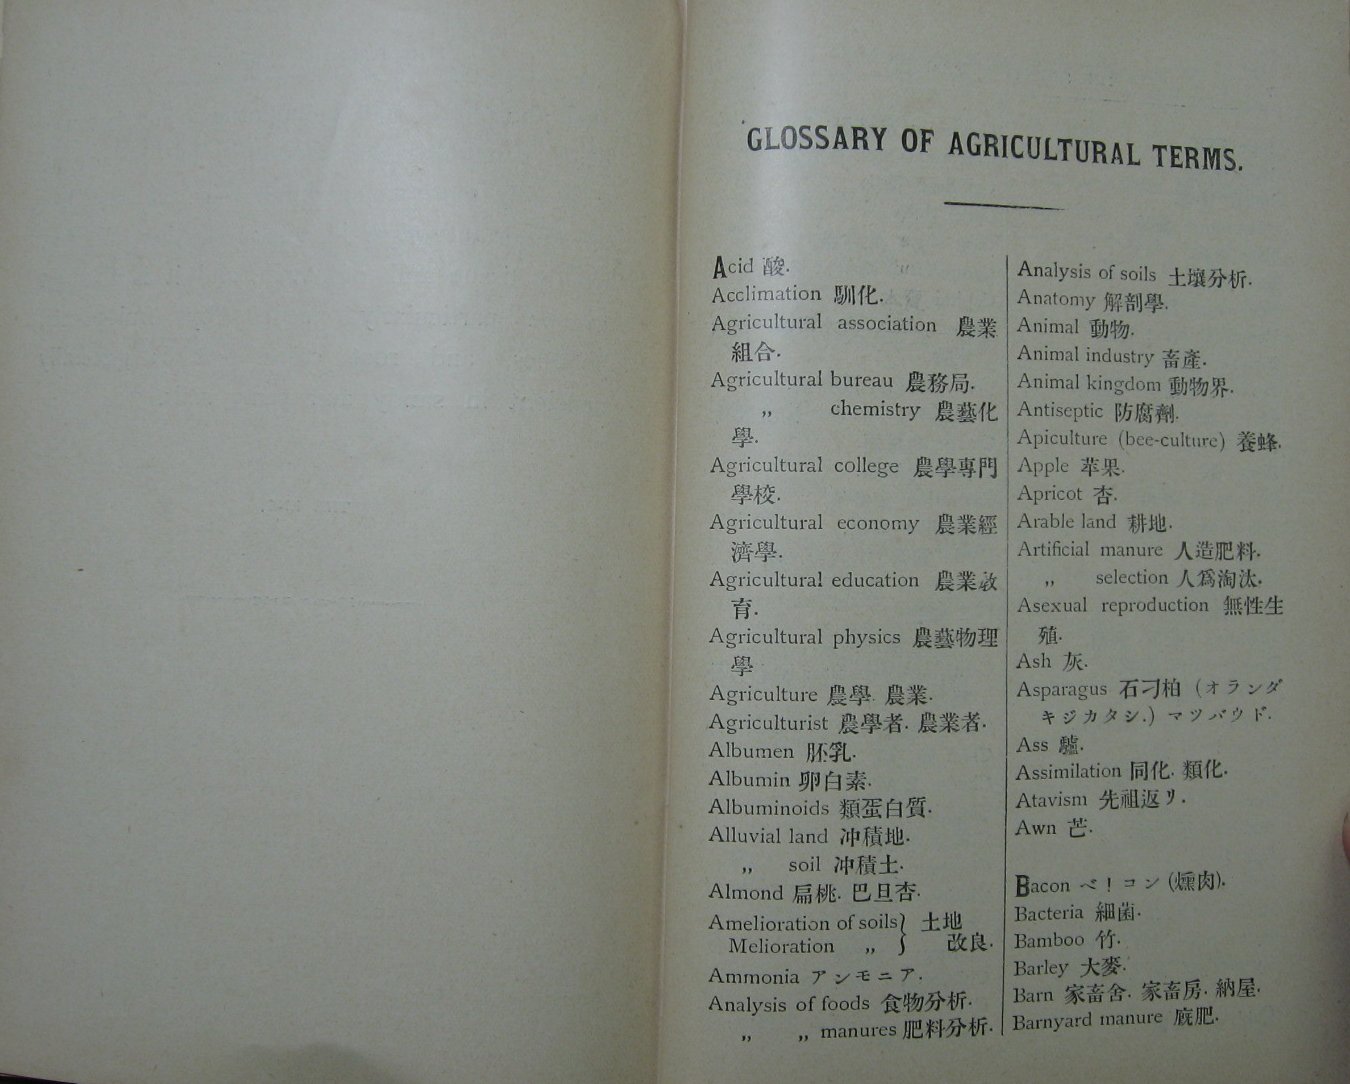 GLOSSARY OF AGRICULTURAL TERMS.
Acid 酸.
Acclimation 馴化.
Agricultural association 農業
組合.
Agricultural bureau 農務局.
„ chemistry 農藝化
學.
Agricultural college 農學專門
學校.
Agricultural economy 農業經
濟學.
Agricultural education 農業敎
育.
Agricultural physics 農藝物理
學
Agriculture 農學. 農業.
Agriculturist 農學者. 農業者.
Albumen 胚乳.
Albumin 卵白素.
Albuminoids 類蛋白質.
Alluvial land 冲積地.
„ soil 冲積土.
Almond 扁桃. 巴旦杏.
Amelioration of soils} 土地
Melioration „ } 改良.
Ammonia アンモニア.
Analysis of foods 食物分析.
„ „ manures 肥料分析.
Analysis of soils 土壤分析.
Anatomy 解剖學.
Animal 動物.
Animal industry 畜產.
Animal kingdom 動物界.
Antiseptic 防腐劑.
Apiculture (bee-culture) 養蜂.
Apple 苹果.
Apricot 杏.
Arable land 耕地.
Artificial manure 人造肥料.
„ selection 人爲淘汰.
Asexual reproduction 無性生
殖.
Ash 灰.
Asparagus 石刁柏 (オランダ
キジカタシ.) マツバウド.
Ass 驢.
Assimilation 同化. 類化.
Atavism 先祖返リ.
Awn 芒.
Bacon ベ!コン (燻肉).
Bacteria 細菌.
Bamboo 竹.
Barley 大麥.
Barn 家畜舍. 家畜房. 納屋.
Barnyard manure 廐肥.